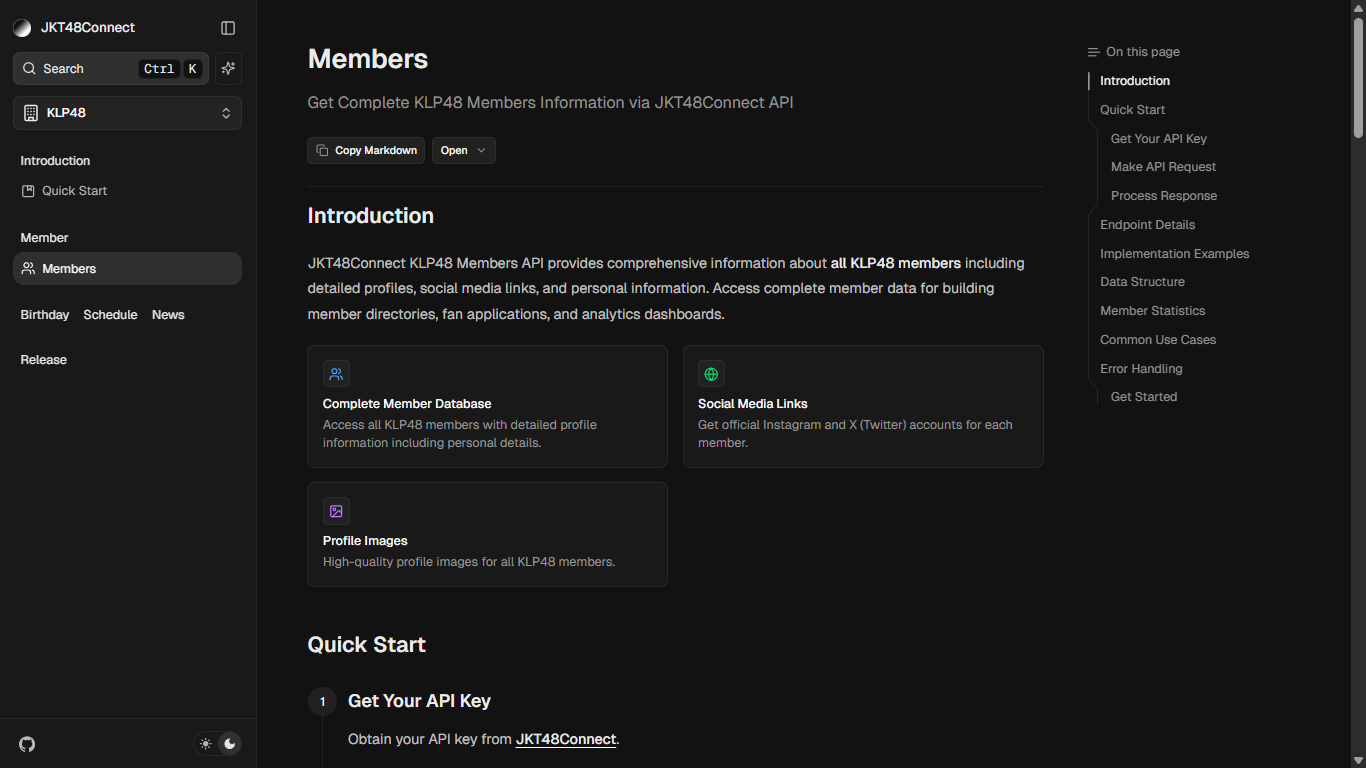 JKT48Connect
Search Ctrl K
KLP48
Introduction
Quick Start
Member
Members
Birthday Schedule News
Release
Members
Get Complete KLP48 Members Information via JKT48Connect API
Copy Markdown
Open
Introduction
JKT48Connect KLP48 Members API provides comprehensive information about all KLP48 members including
detailed profiles, social media links, and personal information. Access complete member data for building
member directories, fan applications, and analytics dashboards.
Complete Member Database
Access all KLP48 members with detailed profile
information including personal details.
Social Media Links
Get official Instagram and X (Twitter) accounts for each
member.
Profile Images
High-quality profile images for all KLP48 members.
Quick Start
1 Get Your API Key
Obtain your API key from JKT48Connect.
On this page
Introduction
Quick Start
Get Your API Key
Make API Request
Process Response
Endpoint Details
Implementation Examples
Data Structure
Member Statistics
Common Use Cases
Error Handling
Get Started